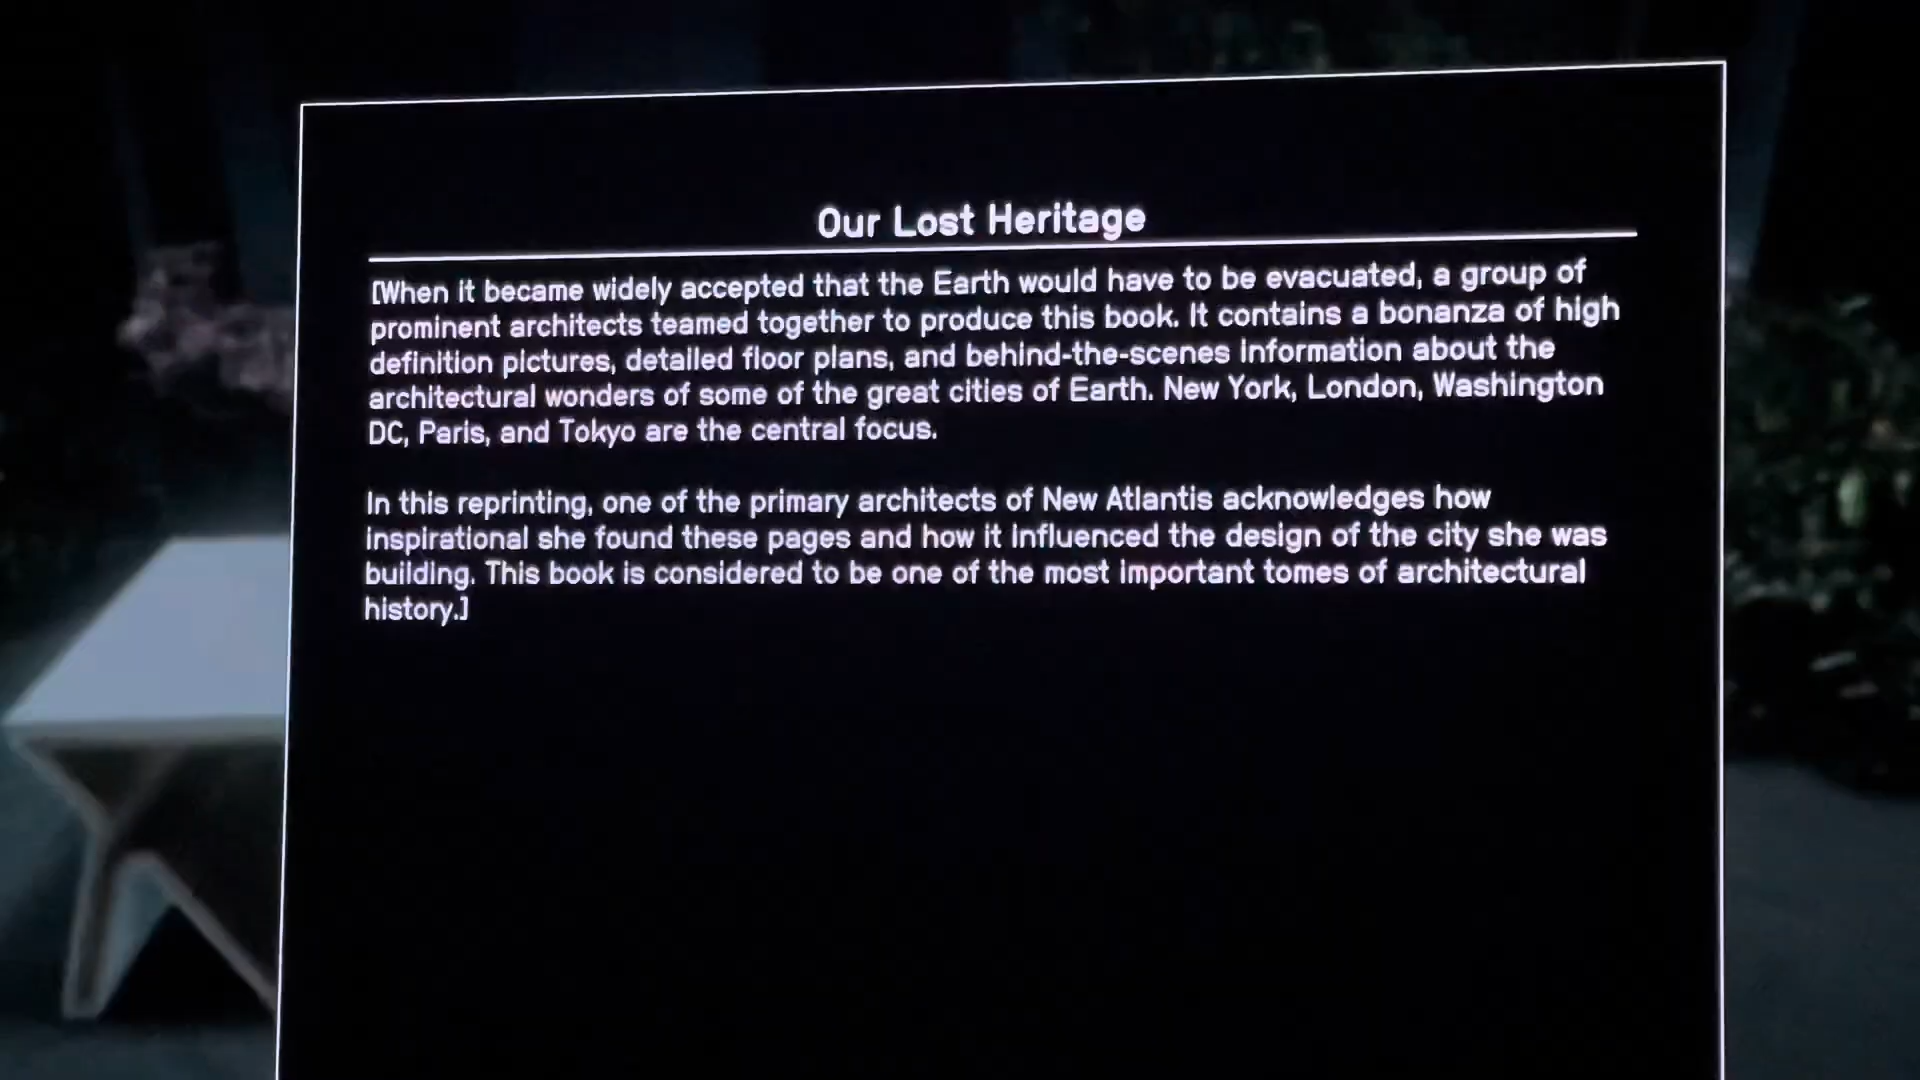 Our Lost Heritage
[When it became widely accepted that the Earth would have to be evacuated, a group of
prominent architects teamed together to produce this book. It contains a bonanza of high
definition pictures, detailed floor plans, and behind-the-scenes information about the
architectural wonders of some of the great cities of Earth. New York, London, Washington
DC, Paris, and Tokyo are the central focus.
In this reprinting, one of the primary architects of New Atlantis acknowledges how
inspirational she found these pages and how it influenced the design of the city she was
building. This book is considered to be one of the most important tomes of architectural
history.]